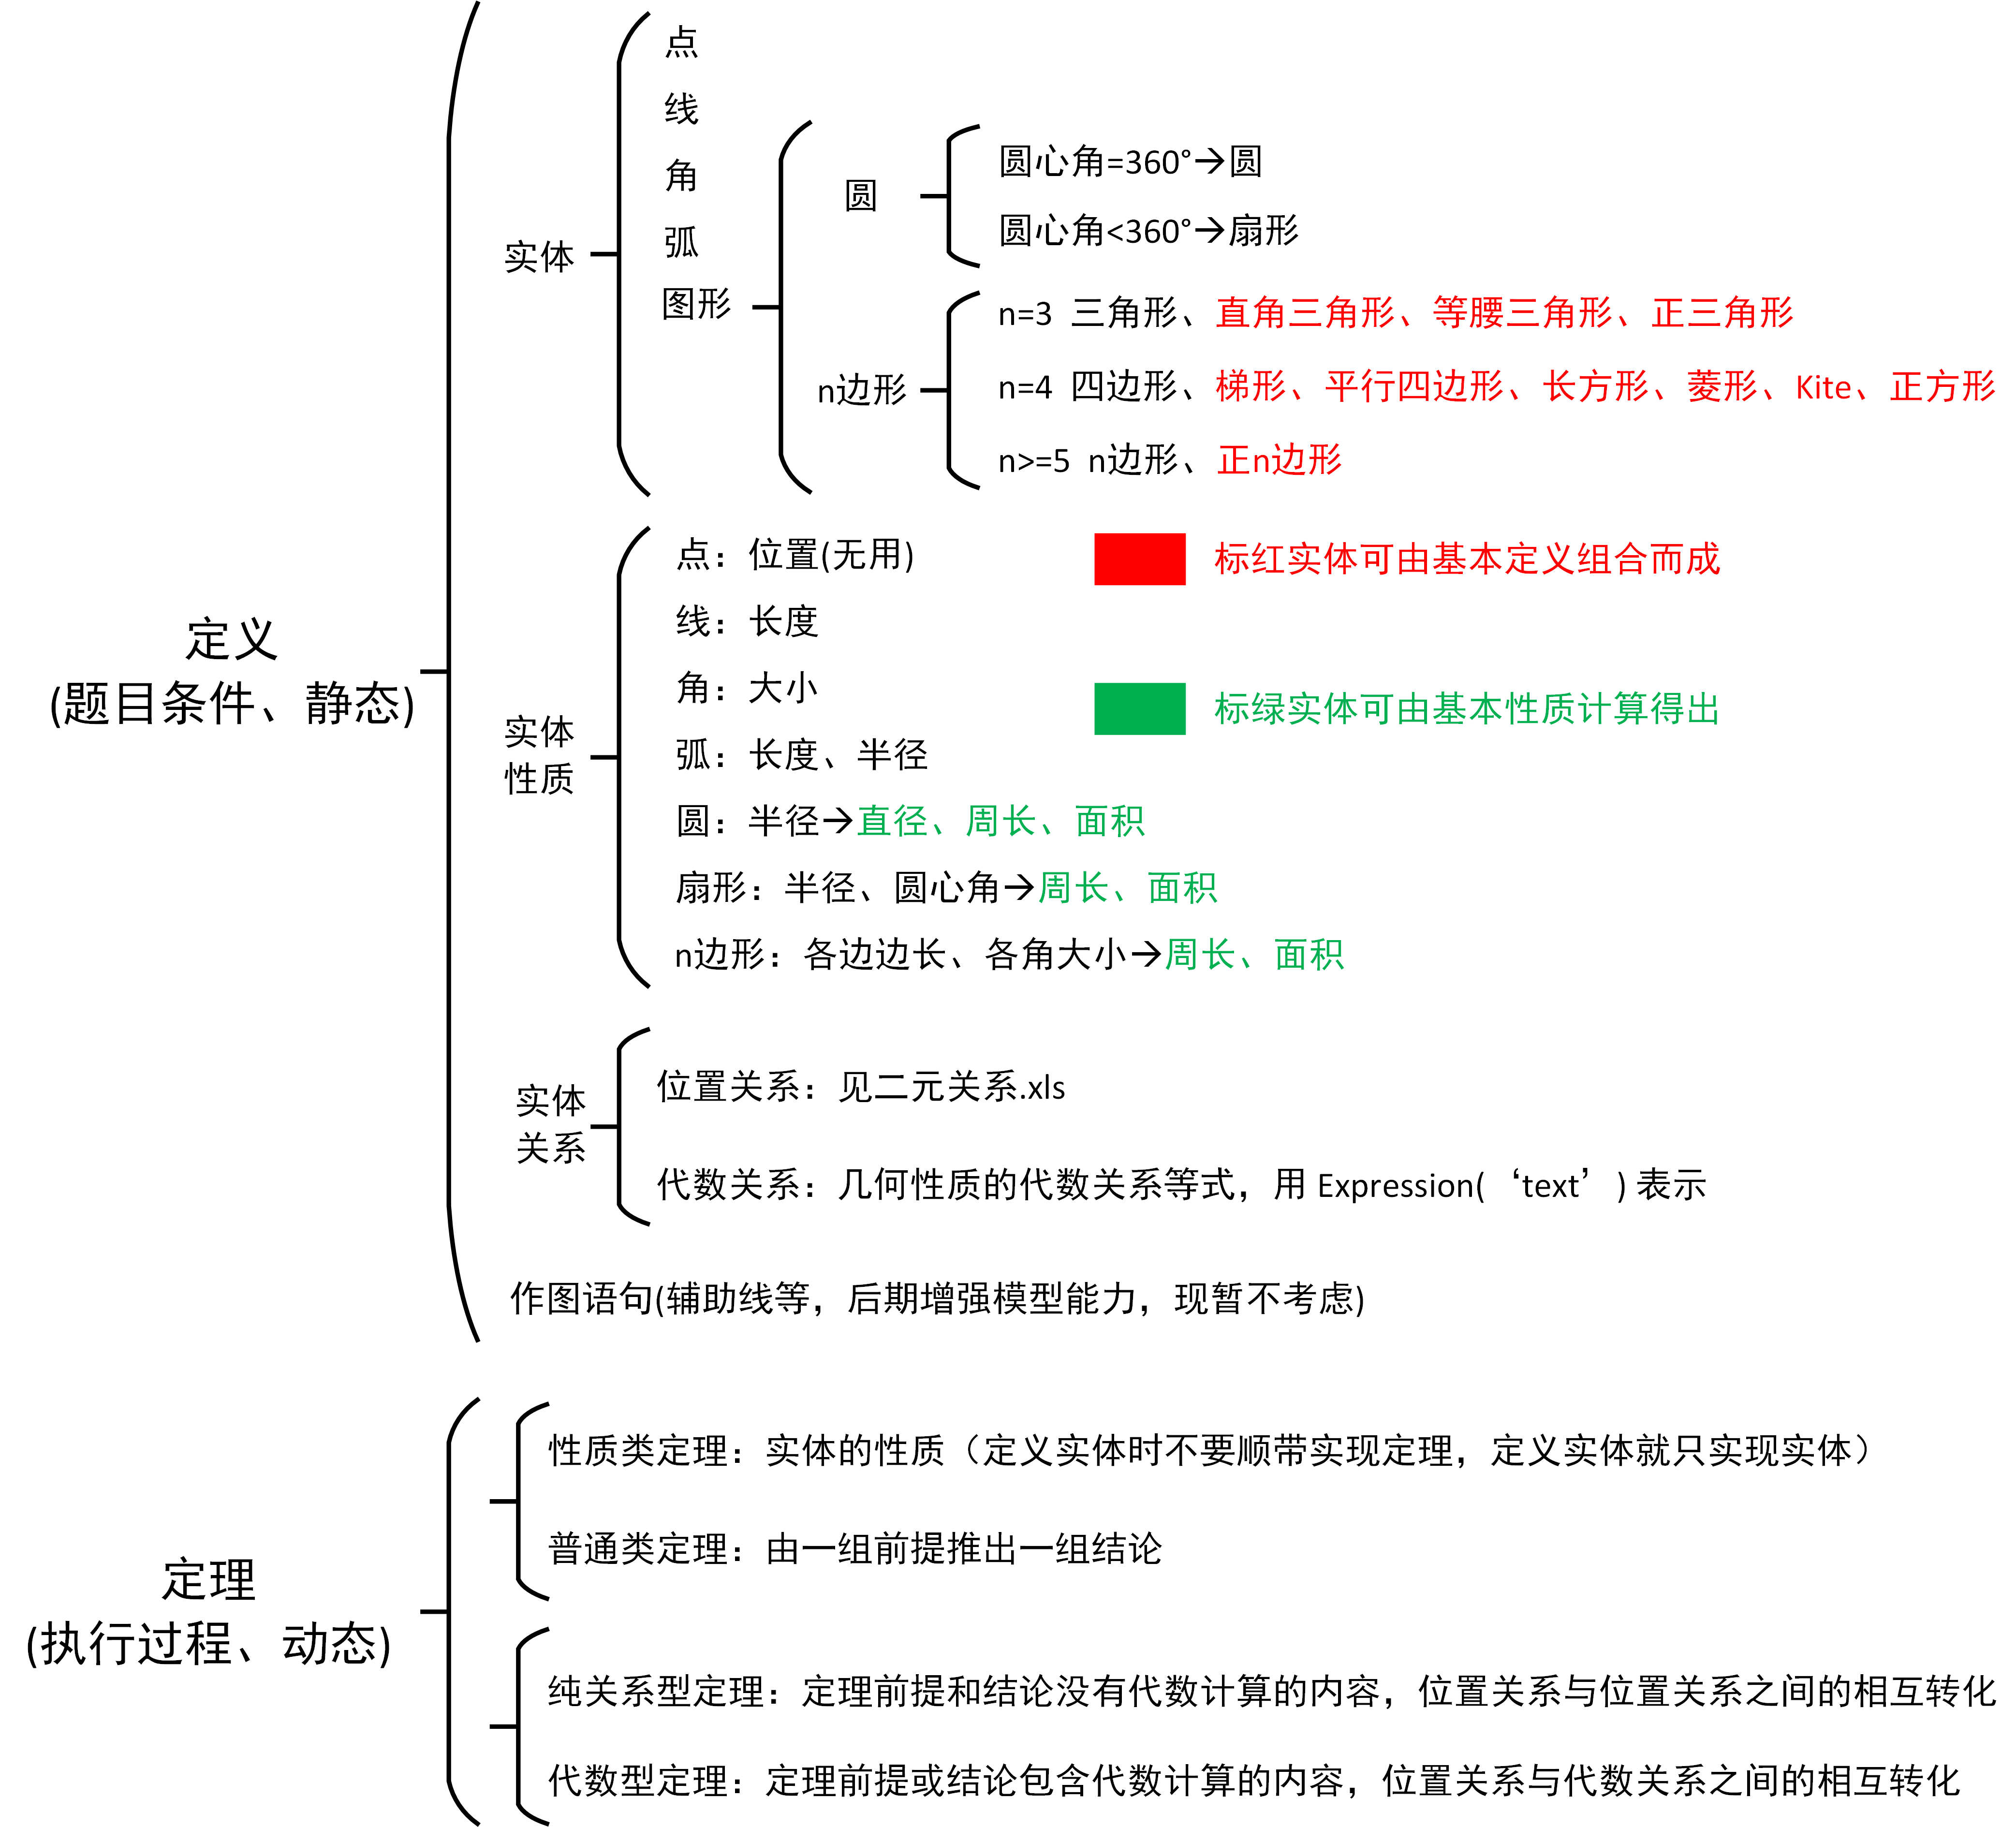 点
线
角
弧
图形
实体
圆
圆心角=360°→圆
圆心角<360°→扇形
n边形
n=3 三角形、直角三角形、等腰三角形、正三角形
n=4 四边形、梯形、平行四边形、长方形、菱形、Kite、正方形
n>=5 n边形、正n边形
定义
(题目条件、静态)
实体
性质
点：位置(无用)
线：长度
角：大小
弧：长度、半径
圆：半径→直径、周长、面积
扇形：半径、圆心角→周长、面积
n边形：各边边长、各角大小→周长、面积
标红实体可由基本定义组合而成
标绿实体可由基本性质计算得出
实体
关系
位置关系：见二元关系.xls
代数关系：几何性质的代数关系等式，用 Expression(‘text’) 表示
作图语句(辅助线等，后期增强模型能力，现暂不考虑)
定理
(执行过程、动态)
性质类定理：实体的性质（定义实体时不要顺带实现定理，定义实体就只实现实体）
普通类定理：由一组前提推出一组结论
纯关系型定理：定理前提和结论没有代数计算的内容，位置关系与位置关系之间的相互转化
代数型定理：定理前提或结论包含代数计算的内容，位置关系与代数关系之间的相互转化